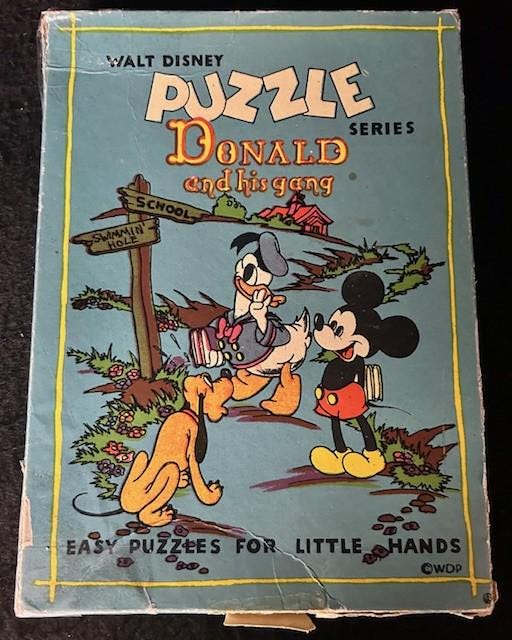 WALT DISNEY
PUZZLE
SERIES
DONALD
and his gang
SCHOOL
SWIMMIN'
HOLE
EASY PUZZLES FOR LITTLE HANDS
©WDP